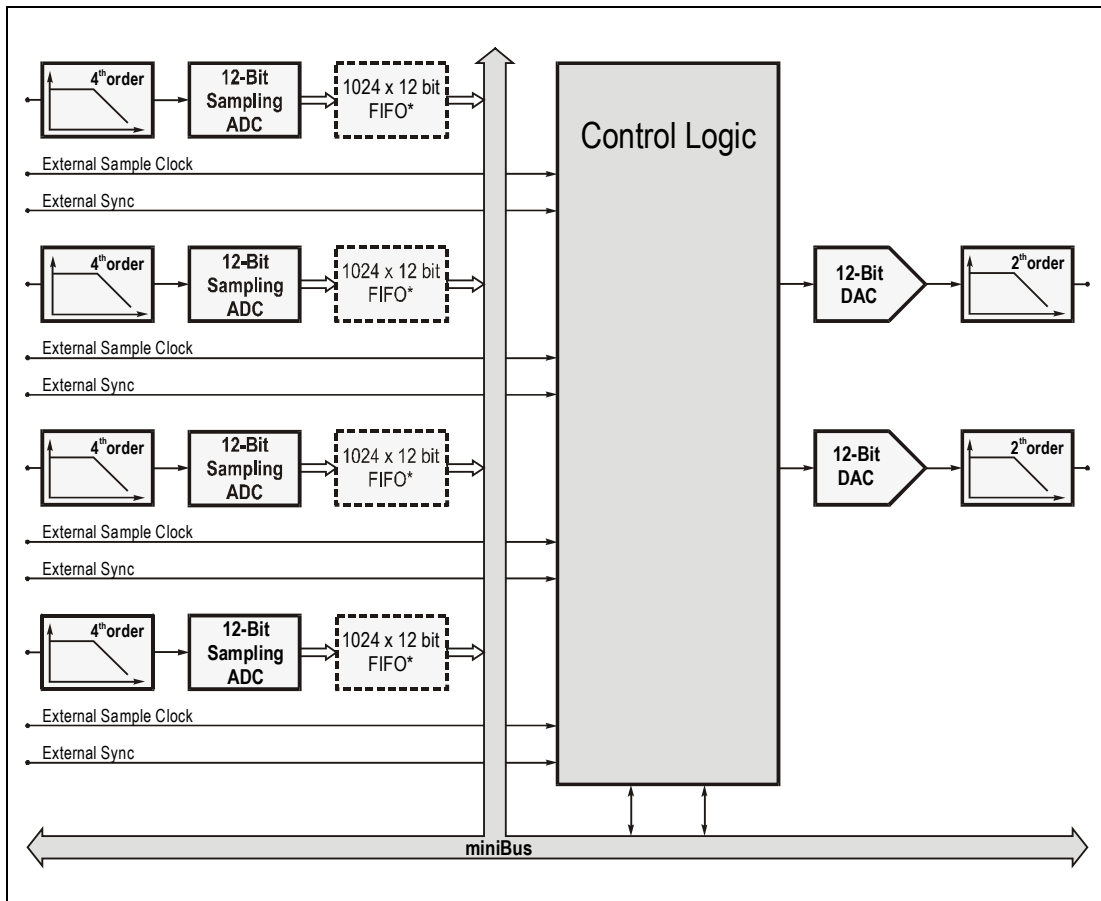 4th order
12-Bit
Sampling
ADC
1024 x 12 bit
FIFO*
External Sample Clock
External Sync
4th order
12-Bit
Sampling
ADC
1024 x 12 bit
FIFO*
External Sample Clock
External Sync
4th order
12-Bit
Sampling
ADC
1024 x 12 bit
FIFO*
External Sample Clock
External Sync
4th order
12-Bit
Sampling
ADC
1024 x 12 bit
FIFO*
External Sample Clock
External Sync
Control Logic
12-Bit
DAC
2th order
12-Bit
DAC
2th order
miniBus